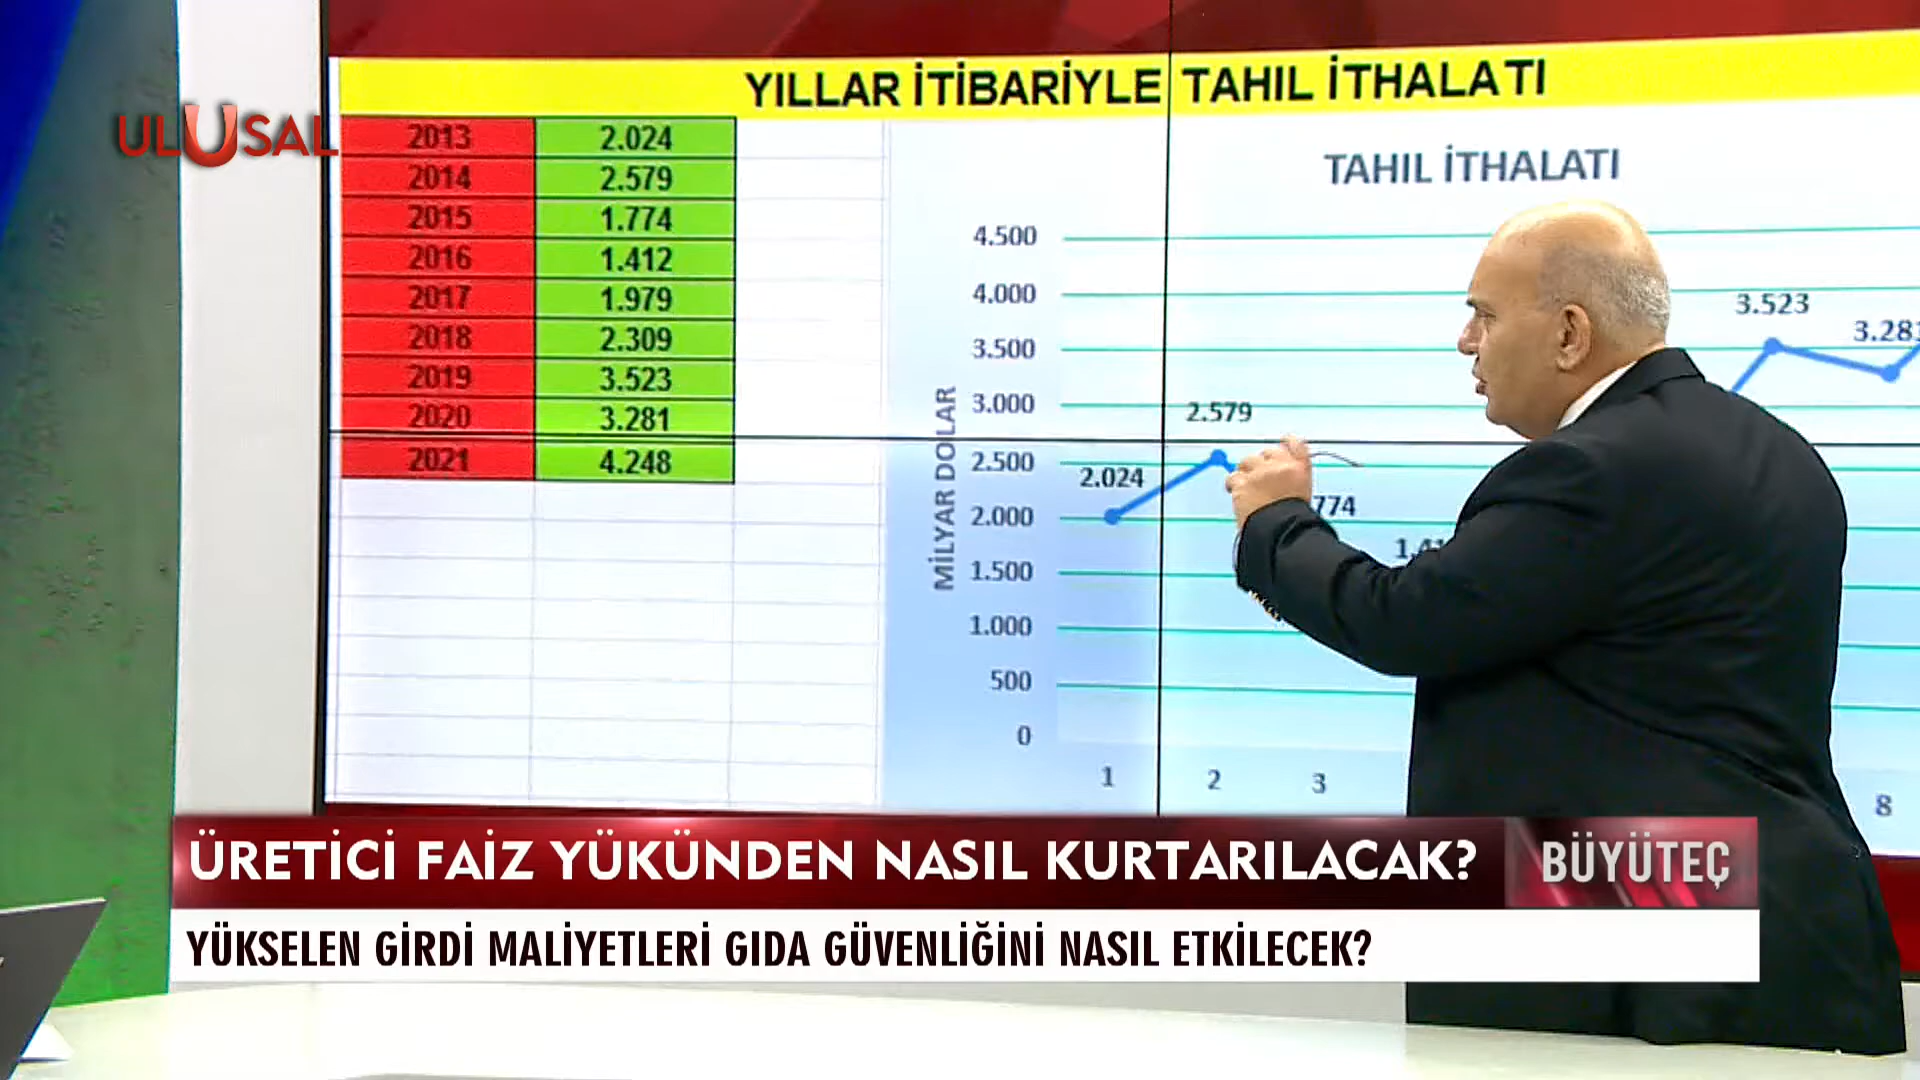 ULUSAL
YILLAR İTİBARİYLE TAHIL İTHALATI
2013 2.024
2014 2.579
2015 1.774
2016 1.412
2017 1.979
2018 2.309
2019 3.523
2020 3.281
2021 4.248
TAHIL İTHALATI
MİLYAR DOLAR
4.500
4.000
3.500
3.000
2.500
2.000
1.500
1.000
500
0
2.024
2.579
774
3.523
1 2 3 8
ÜRETİCİ FAİZ YÜKÜNDEN NASIL KURTARILACAK?
BÜYÜTEÇ
YÜKSELEN GİRDİ MALİYETLERİ GIDA GÜVENLİĞİNİ NASIL ETKİLECEK?